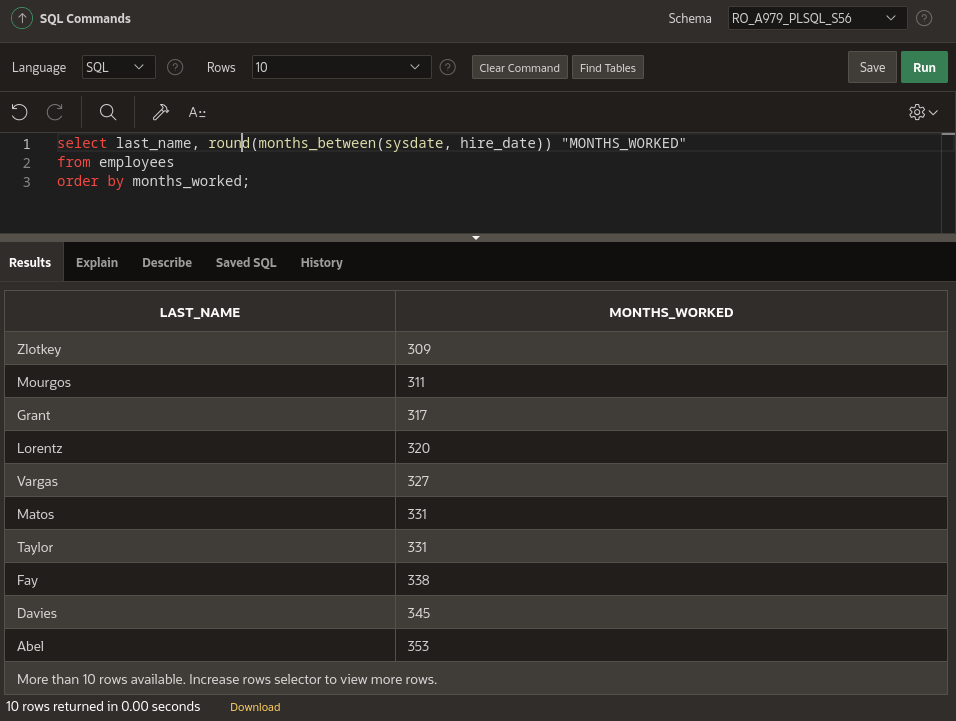 SQL Commands Schema RO_A979_PLSQL_S56 ?
Language SQL ? Rows 10 ? Clear Command Find Tables Save Run
A::
1 select last_name, round(months_between(sysdate, hire_date)) "MONTHS_WORKED"
2 from employees
3 order by months_worked;
Results Explain Describe Saved SQL History
LAST_NAME MONTHS_WORKED
Zlotkey 309
Mourgos 311
Grant 317
Lorentz 320
Vargas 327
Matos 331
Taylor 331
Fay 338
Davies 345
Abel 353
More than 10 rows available. Increase rows selector to view more rows.
10 rows returned in 0.00 seconds Download